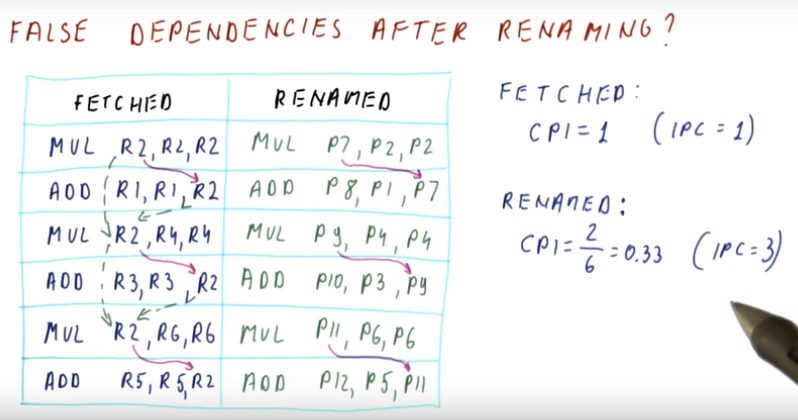 FALSE DEPENDENCIES AFTER RENAMING?
FETCHED RENAMED
MUL R2, R2, R2 MUL P7, P2, P2
ADD R1, R1, R2 ADD P8, P1, P7
MUL R2, R4, R4 MUL P9, P4, P4
ADD R3, R3, R2 ADD P10, P3, P9
MUL R2, R6, R6 MUL P11, P6, P6
ADD R5, R5, R2 ADD P12, P5, P11
FETCHED:
CPI = 1 (IPC = 1)
RENAMED:
CPI = 2/6 = 0.33 (IPC = 3)